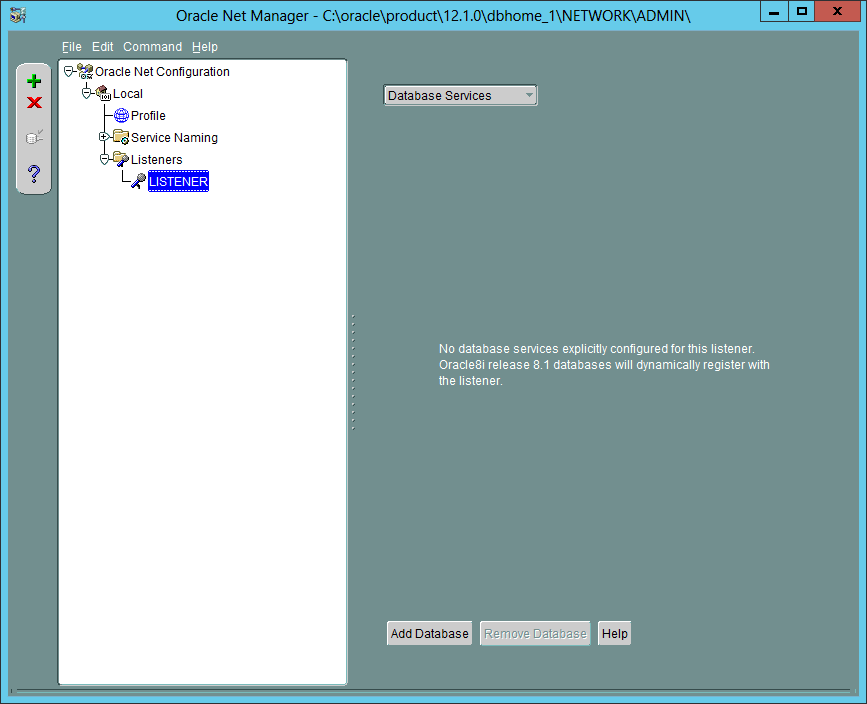 Oracle Net Manager - C:\oracle\product\12.1.0\dbhome_1\NETWORK\ADMIN\
File Edit Command Help
Oracle Net Configuration
Local
Profile
Service Naming
Listeners
LISTENER
Database Services
No database services explicitly configured for this listener.
Oracle8i release 8.1 databases will dynamically register with
the listener.
Add Database Remove Database Help